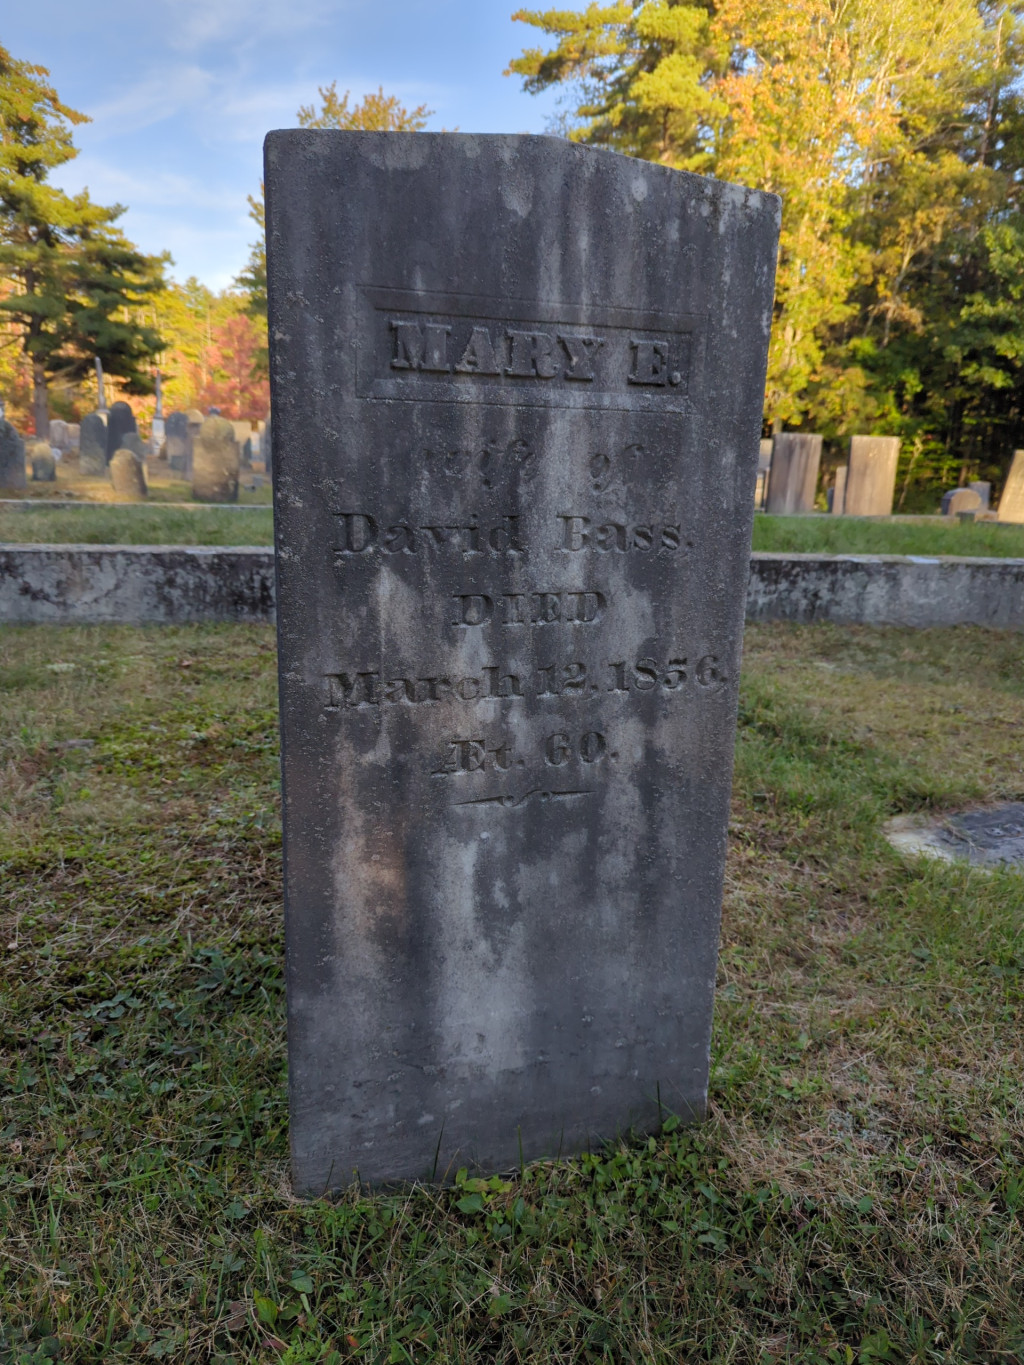 MARY E.
wife of
David Bass.
DIED
March 12, 1856.
Æt. 60.